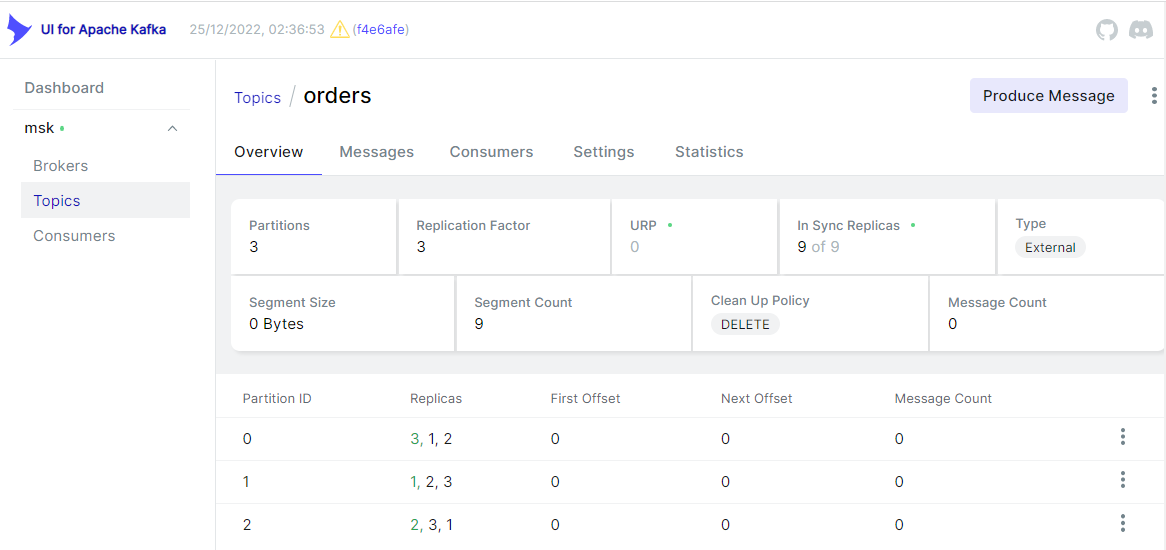 UI for Apache Kafka 25/12/2022, 02:36:53 (f4e6afe)
Dashboard
msk
Brokers
Topics
Consumers
Topics / orders
Produce Message
Overview Messages Consumers Settings Statistics
Partitions Replication Factor URP In Sync Replicas Type
3 3 0 9 of 9 External
Segment Size Segment Count Clean Up Policy Message Count
0 Bytes 9 DELETE 0
Partition ID Replicas First Offset Next Offset Message Count
0 3, 1, 2 0 0 0
1 1, 2, 3 0 0 0
2 2, 3, 1 0 0 0